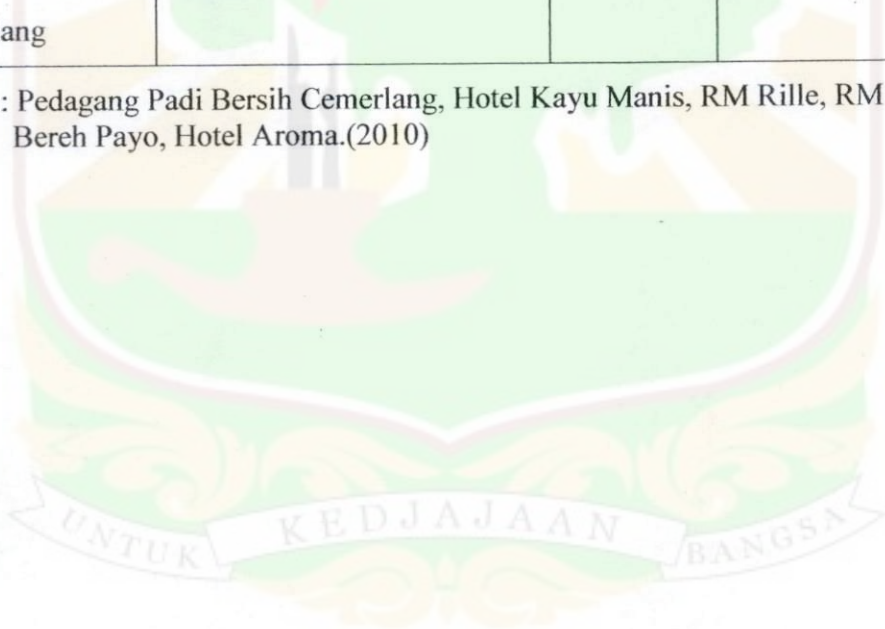 ang
: Pedagang Padi Bersih Cemerlang, Hotel Kayu Manis, RM Rille, RM
Bereh Payo, Hotel Aroma.(2010)
UNTUK KEDJAJAAN BANGSA